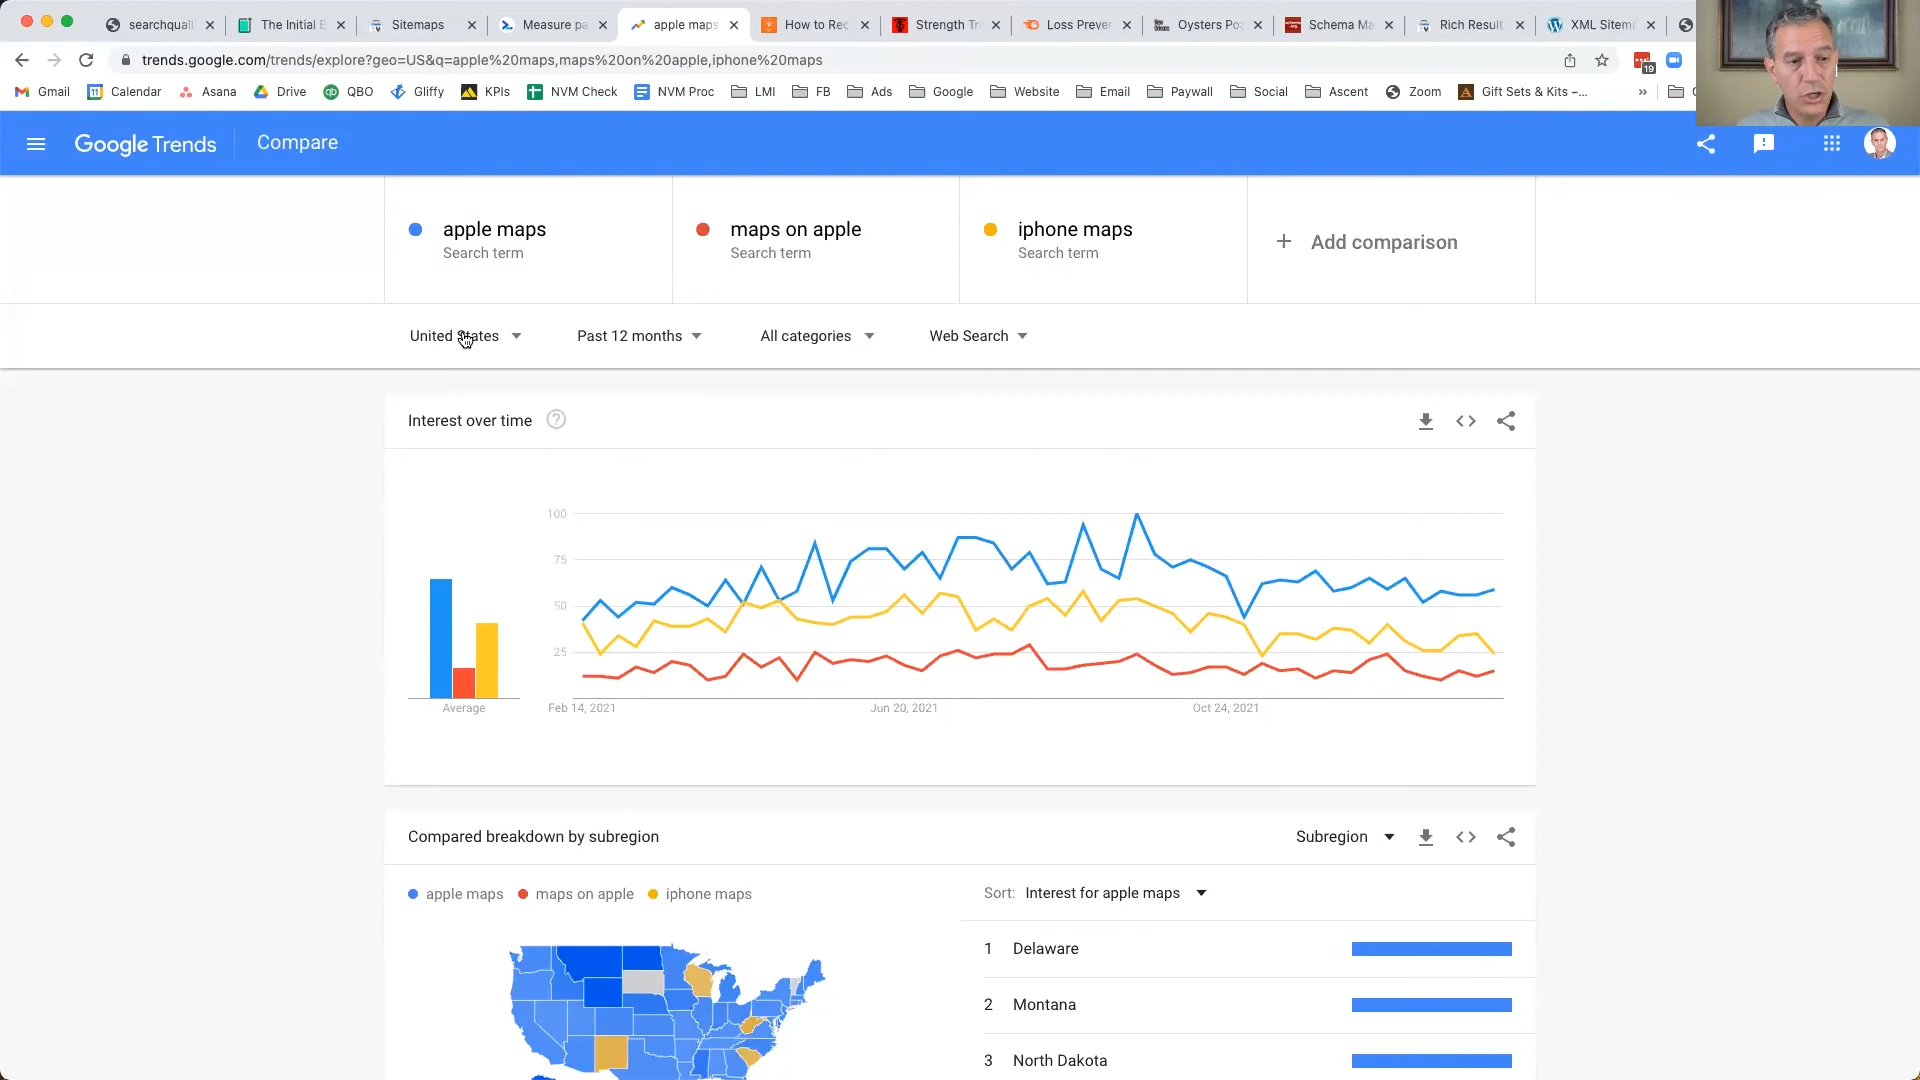 searchquali
The Initial E
Sitemaps
Measure pa
apple maps
How to Rec
Strength Tr
Loss Prever
Oysters Po
Schema Ma
Rich Result
XML Sitem
trends.google.com/trends/explore?geo=US&q=apple%20maps,maps%20on%20apple,iphone%20maps
19
Gmail
Calendar
Asana
Drive
QBO
Gliffy
KPIs
NVM Check
NVM Proc
LMI
FB
Ads
Google
Website
Email
Paywall
Social
Ascent
Zoom
Gift Sets & Kits –...
»
Google Trends
Compare
apple maps
Search term
maps on apple
Search term
iphone maps
Search term
+ Add comparison
United States
Past 12 months
All categories
Web Search
Interest over time
100
75
50
25
Average
Feb 14, 2021
Jun 20, 2021
Oct 24, 2021
Compared breakdown by subregion
Subregion
apple maps
maps on apple
iphone maps
Sort: Interest for apple maps
1 Delaware
2 Montana
3 North Dakota